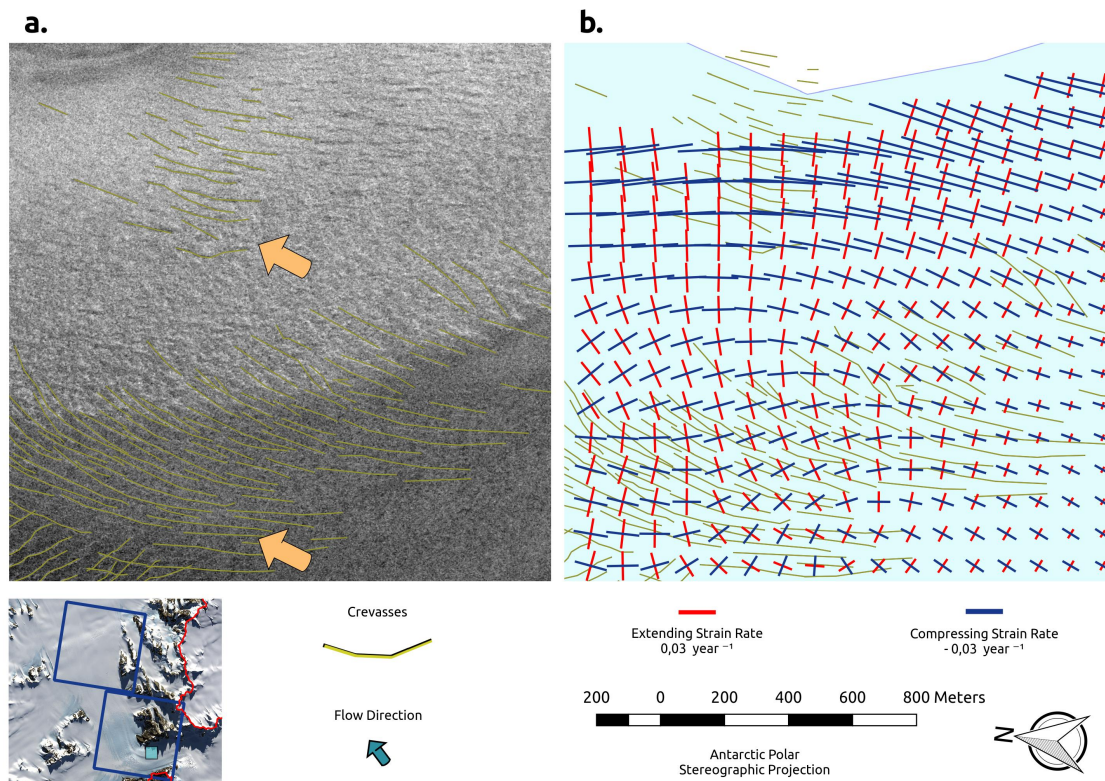 a.
b.
Crevasses
Flow Direction
Extending Strain Rate
0,03 year ⁻¹
Compressing Strain Rate
- 0,03 year ⁻¹
200 0 200 400 600 800 Meters
Antarctic Polar
Stereographic Projection
N